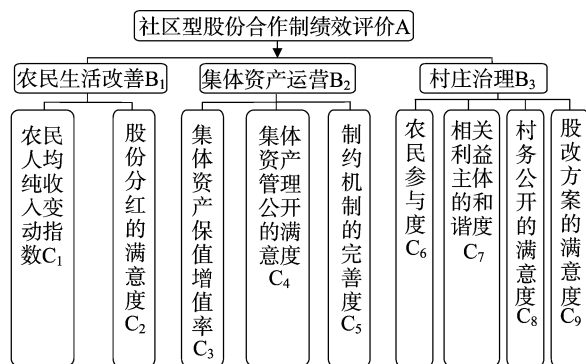 社区型股份合作制绩效评价A
农民生活改善B₁
集体资产运营B₂
村庄治理B₃
农民人均纯收入变动指数C₁
股份分红的满意度C₂
集体资产保值增值率C₃
集体资产管理公开的满意度C₄
制约机制的完善度C₅
农民参与度C₆
相关利益主体的和谐度C₇
村务公开的满意度C₈
股改方案的满意度C₉